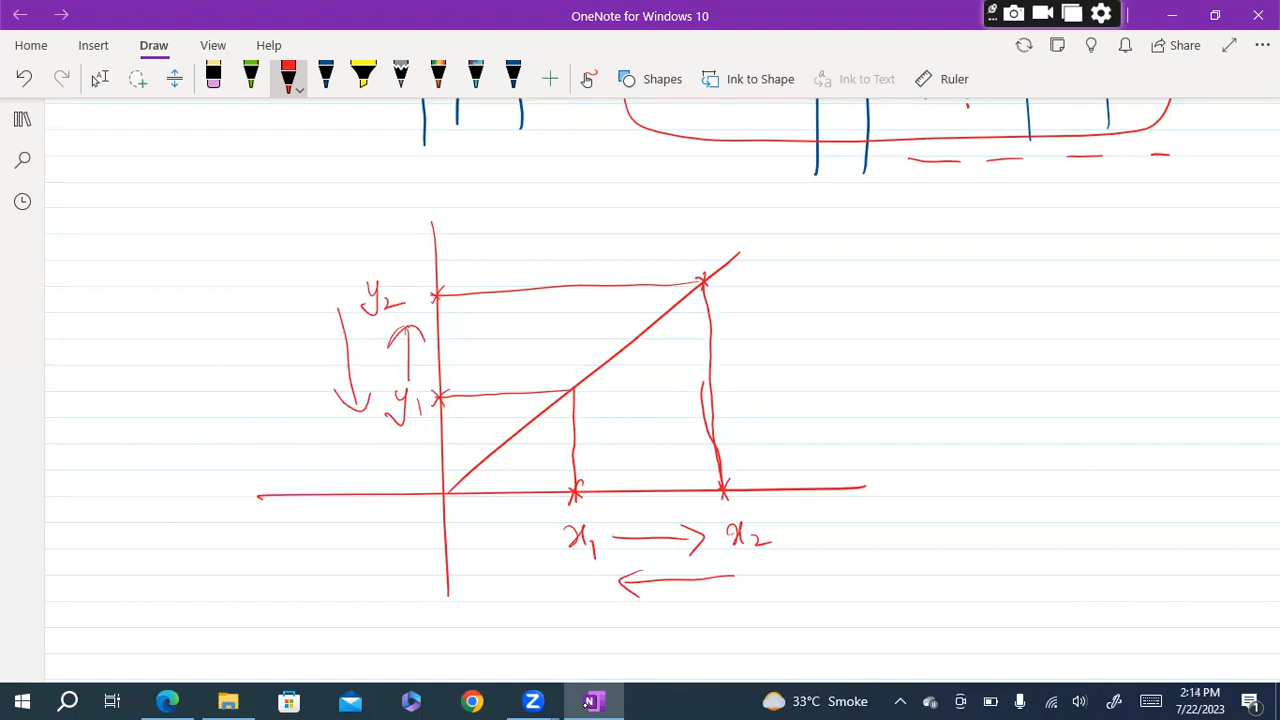 OneNote for Windows 10
Home Insert Draw View Help Share
Shapes Ink to Shape Ink to Text Ruler
y2
y1
x1 x2
33°C Smoke
2:14 PM
7/22/2023
1